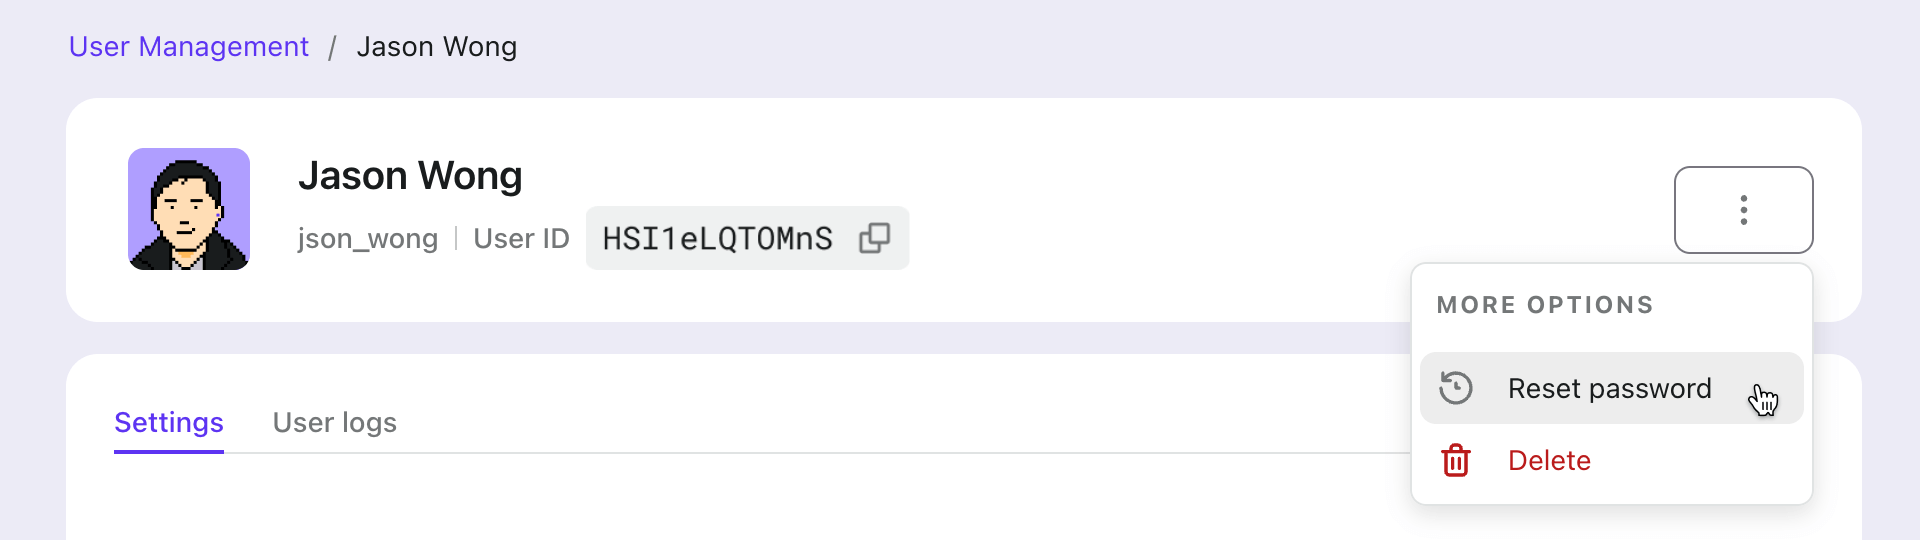 User Management / Jason Wong
Jason Wong
json_wong | User ID HSI1eLQTOMnS
MORE OPTIONS
Reset password
Delete
Settings User logs